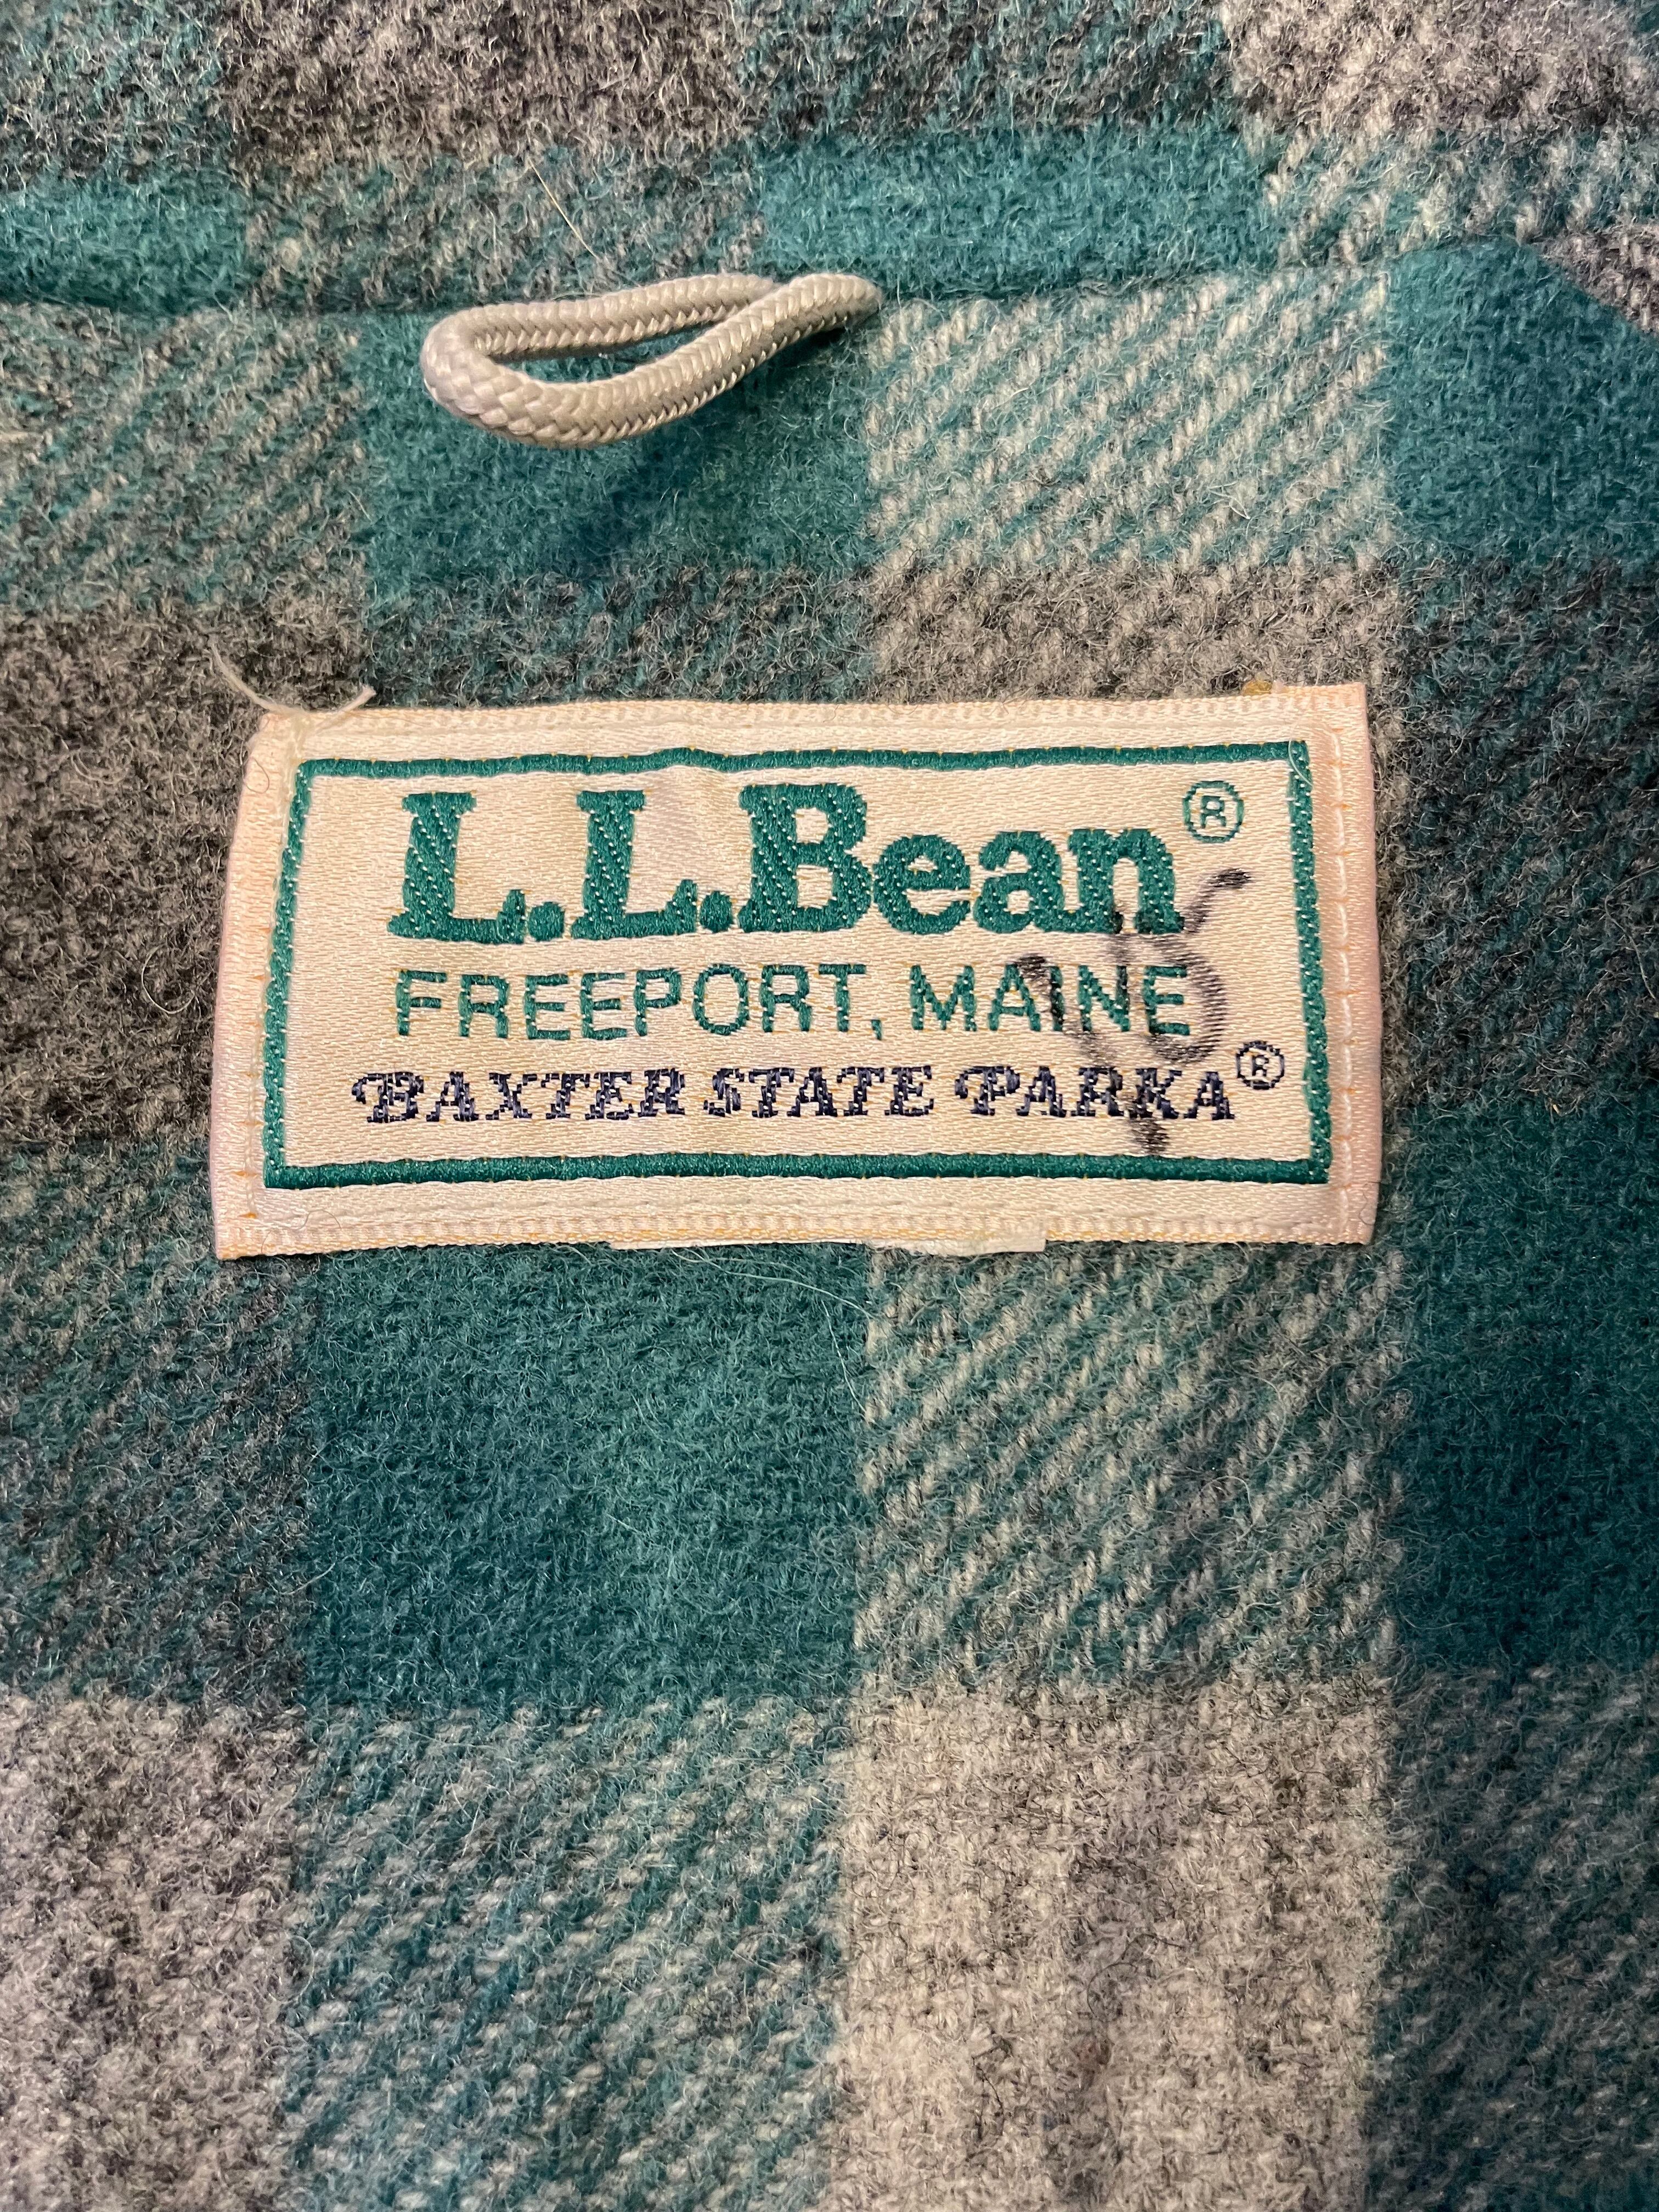 L.L.Bean®
FREEPORT, MAINE
BAXTER STATE PARKA®